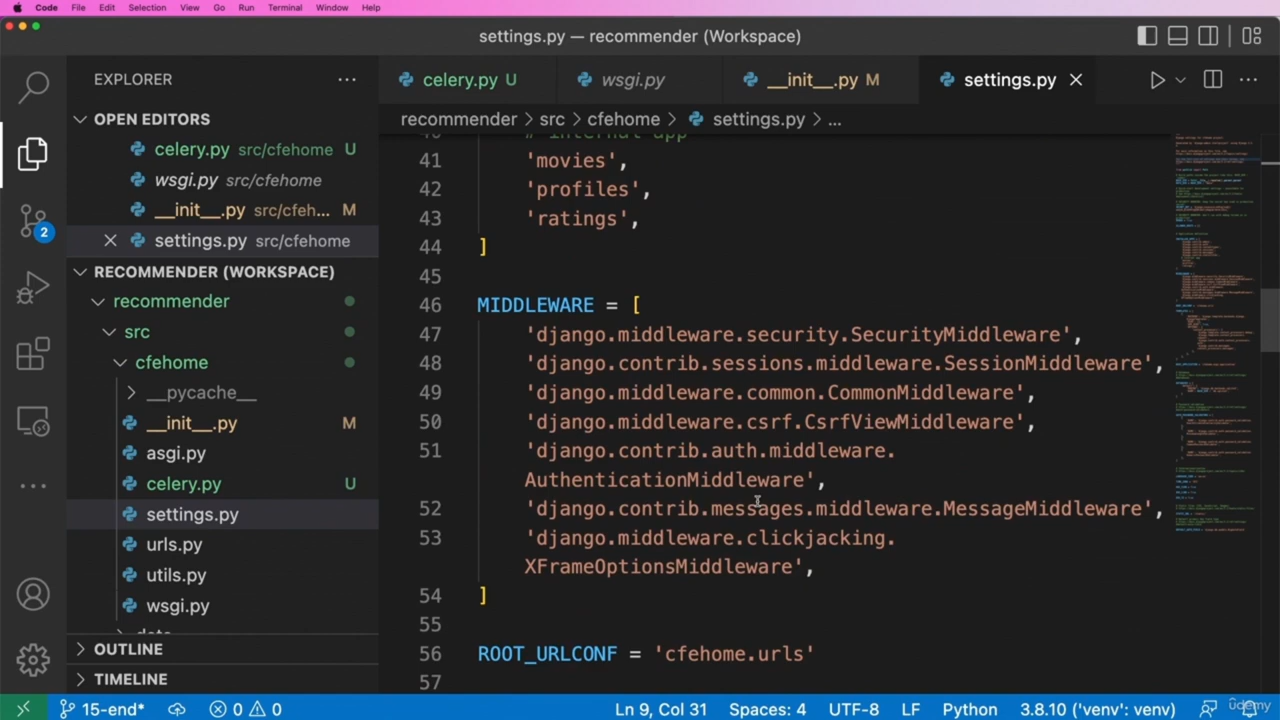 Code File Edit Selection View Go Run Terminal Window Help
settings.py — recommender (Workspace)
EXPLORER
celery.py U
wsgi.py
__init__.py M
settings.py
OPEN EDITORS
celery.py src/cfehome U
wsgi.py src/cfehome
__init__.py src/cfeh... M
settings.py src/cfehome
RECOMMENDER (WORKSPACE)
recommender
src
cfehome
__pycache__
__init__.py M
asgi.py
celery.py U
settings.py
urls.py
utils.py
wsgi.py
OUTLINE
TIMELINE
2
recommender > src > cfehome > settings.py > ...
40 # internal app
41 'movies',
42 'profiles',
43 'ratings',
44 ]
45
46 MIDDLEWARE = [
47 'django.middleware.security.SecurityMiddleware',
48 'django.contrib.sessions.middleware.SessionMiddleware',
49 'django.middleware.common.CommonMiddleware',
50 'django.middleware.csrf.CsrfViewMiddleware',
51 'django.contrib.auth.middleware.
AuthenticationMiddleware',
52 'django.contrib.messages.middleware.MessageMiddleware',
53 'django.middleware.clickjacking.
XFrameOptionsMiddleware',
54 ]
55
56 ROOT_URLCONF = 'cfehome.urls'
57
15-end* 0 0 Ln 9, Col 31 Spaces: 4 UTF-8 LF Python 3.8.10 ('venv': venv)
ûdemy